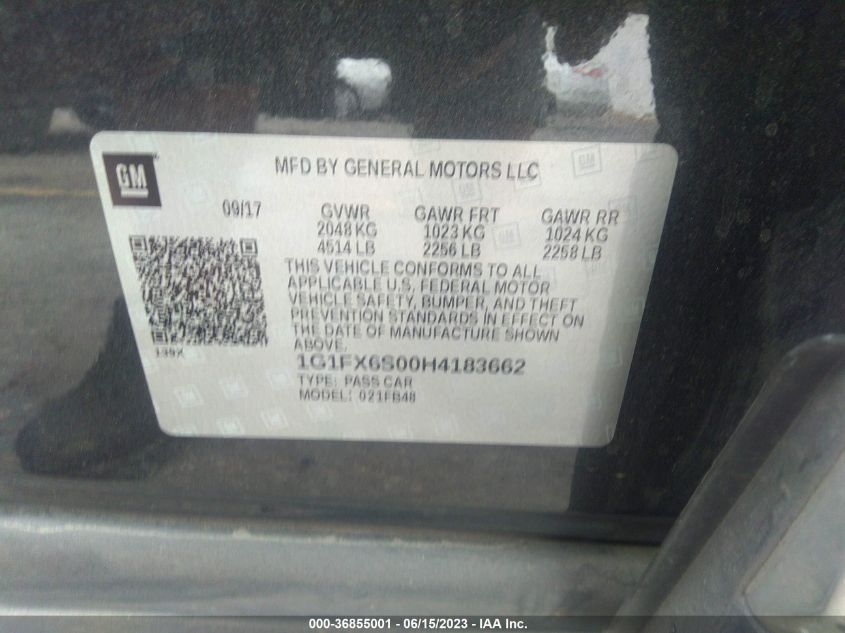 GM
MFD BY GENERAL MOTORS LLC
09/17
GVWR
2048 KG
4514 LB
GAWR FRT
1023 KG
2256 LB
GAWR RR
1024 KG
2258 LB
THIS VEHICLE CONFORMS TO ALL
APPLICABLE U.S. FEDERAL MOTOR
VEHICLE SAFETY, BUMPER, AND THEFT
PREVENTION STANDARDS IN EFFECT ON
THE DATE OF MANUFACTURE SHOWN
ABOVE.
139X
1G1FX6S00H4183662
TYPE: PASS CAR
MODEL: 021FB48
000-36855001 - 06/15/2023 - IAA Inc.